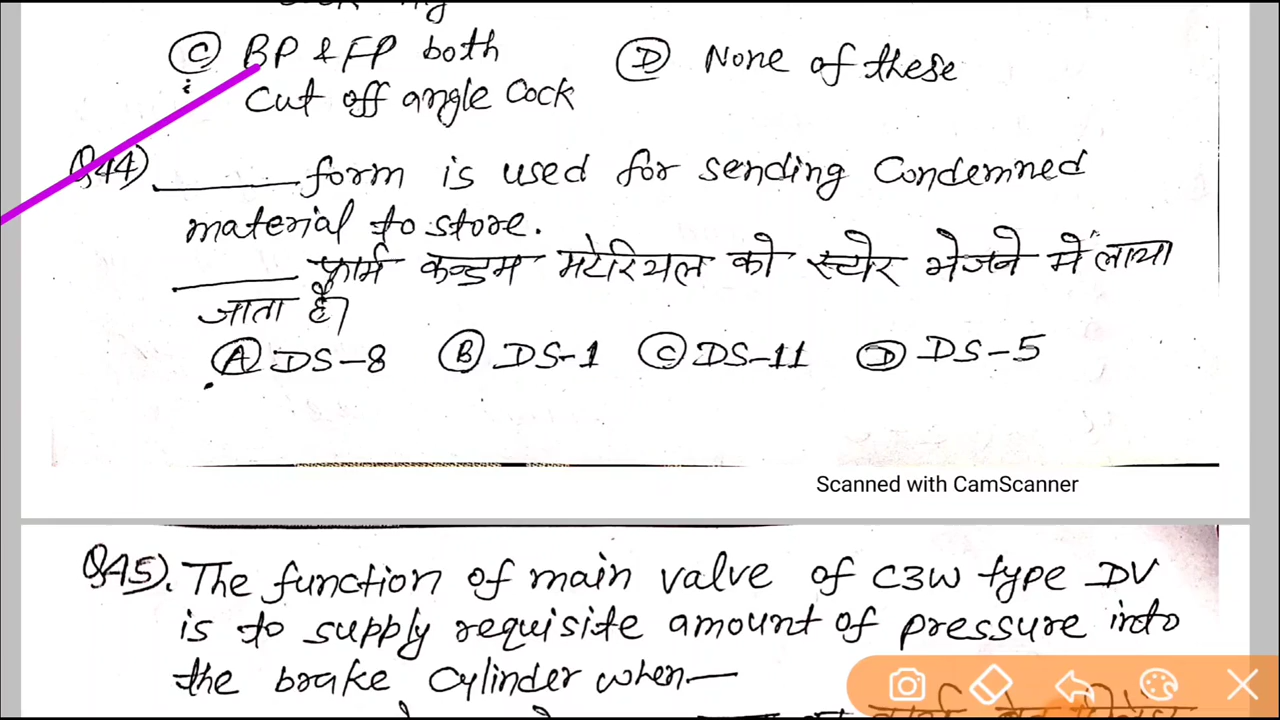 Ⓒ BP & FP both Ⓓ None of these
Cut off angle Cock
Q44) ______ form is used for sending Condemned
material to store.
______ फार्म कन्डम मटेरियल को स्टोर भेजने में लाया
जाता है।
Ⓐ DS-8 Ⓑ DS-1 Ⓒ DS-11 Ⓓ DS-5
Scanned with CamScanner
Q45). The function of main valve of C3W type DV
is to supply requisite amount of pressure into
the brake cylinder when—